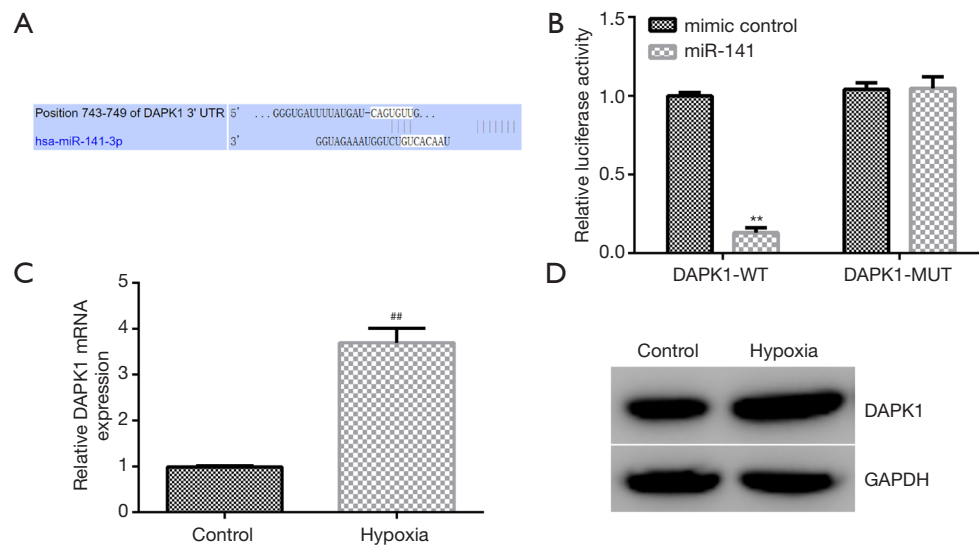 A
Position 743-749 of DAPK1 3' UTR 5' ...GGGUGAUUUUAUGAU-CAGUGUUG...
hsa-miR-141-3p 3' GGUAGAAAUGGUCUGUCACAAU
B
Relative luciferase activity
1.5
1.0
0.5
0.0
mimic control
miR-141
**
DAPK1-WT DAPK1-MUT
C
Relative DAPK1 mRNA
expression
5
4
3
2
1
0
##
Control Hypoxia
D
Control Hypoxia
DAPK1
GAPDH